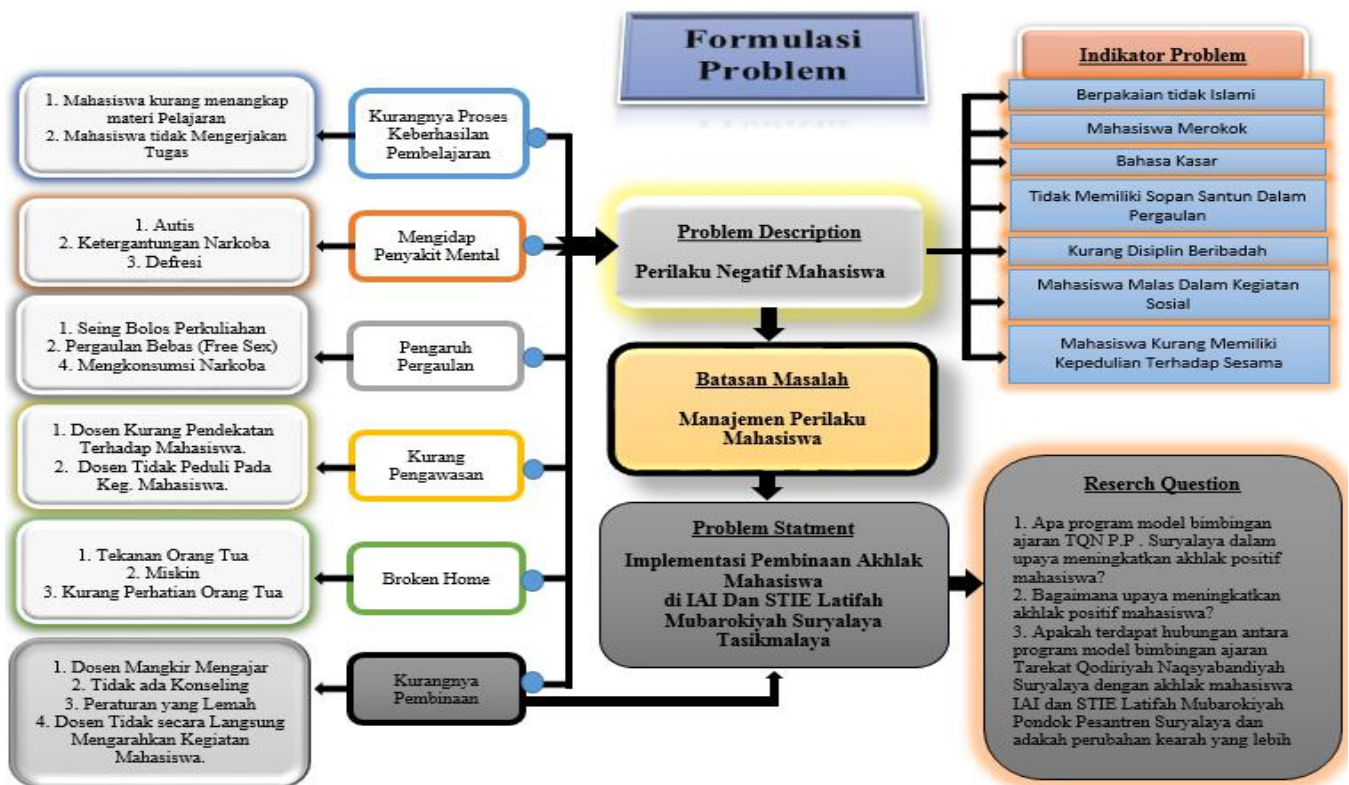 Formulasi
Problem
1. Mahasiswa kurang menangkap
materi Pelajaran
2. Mahasiswa tidak Mengerjakan
Tugas
Kurangnya Proses
Keberhasilan
Pembelajaran
1. Autis
2. Ketergantungan Narkoba
3. Defresi
Mengidap
Penyakit Mental
1. Seing Bolos Perkuliahan
2. Pergaulan Bebas (Free Sex)
4. Mengkonsumsi Narkoba
Pengaruh
Pergaulan
1. Dosen Kurang Pendekatan
Terhadap Mahasiswa.
2. Dosen Tidak Peduli Pada
Keg. Mahasiswa.
Kurang
Pengawasan
1. Tekanan Orang Tua
2. Miskin
3. Kurang Perhatian Orang Tua
Broken Home
1. Dosen Mangkir Mengajar
2. Tidak ada Konseling
3. Peraturan yang Lemah
4. Dosen Tidak secara Langsung
Mengarahkan Kegiatan
Mahasiswa.
Kurangnya
Pembinaan
Problem Description
Perilaku Negatif Mahasiswa
Batasan Masalah
Manajemen Perilaku
Mahasiswa
Problem Statment
Implementasi Pembinaan Akhlak
Mahasiswa
di IAI Dan STIE Latifah
Mubarokiyah Suryalaya
Tasikmalaya
Indikator Problem
Berpakaian tidak Islami
Mahasiswa Merokok
Bahasa Kasar
Tidak Memiliki Sopan Santun Dalam
Pergaulan
Kurang Disiplin Beribadah
Mahasiswa Malas Dalam Kegiatan
Sosial
Mahasiswa Kurang Memiliki
Kepedulian Terhadap Sesama
Reserch Question
1. Apa program model bimbingan
ajaran TQN P.P . Suryalaya dalam
upaya meningkatkan akhlak positif
mahasiswa?
2. Bagaimana upaya meningkatkan
akhlak positif mahasiswa?
3. Apakah terdapat hubungan antara
program model bimbingan ajaran
Tarekat Qodiriyah Naqsyabandiyah
Suryalaya dengan akhlak mahasiswa
IAI dan STIE Latifah Mubarokiyah
Pondok Pesantren Suryalaya dan
adakah perubahan kearah yang lebih